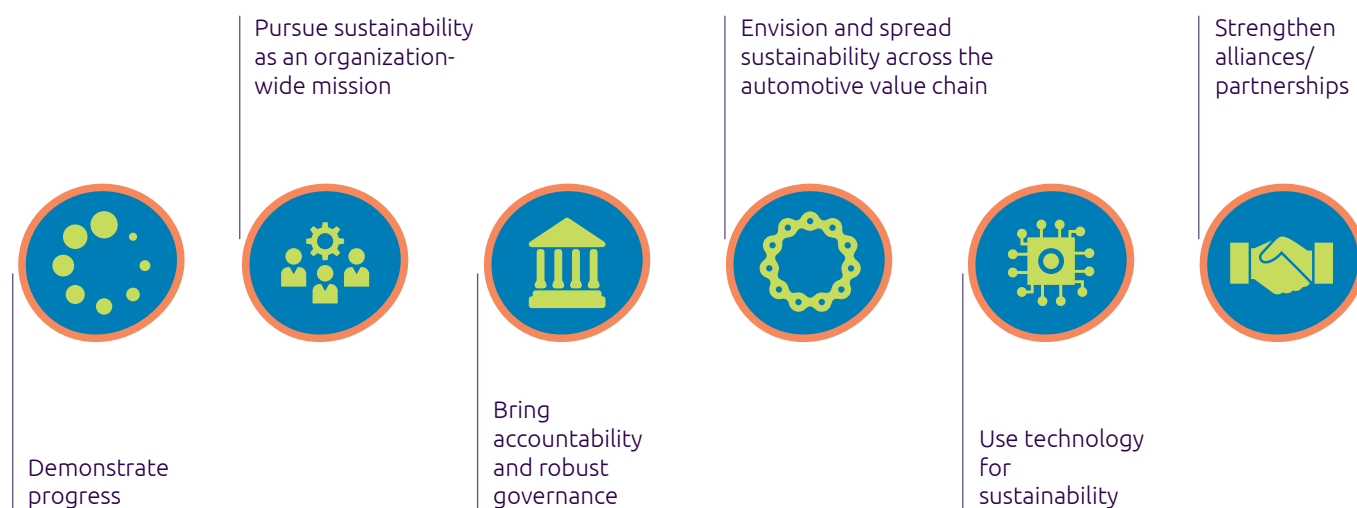 Pursue sustainability
as an organization-
wide mission
Envision and spread
sustainability across the
automotive value chain
Strengthen
alliances/
partnerships
Demonstrate
progress
Bring
accountability
and robust
governance
Use technology
for
sustainability